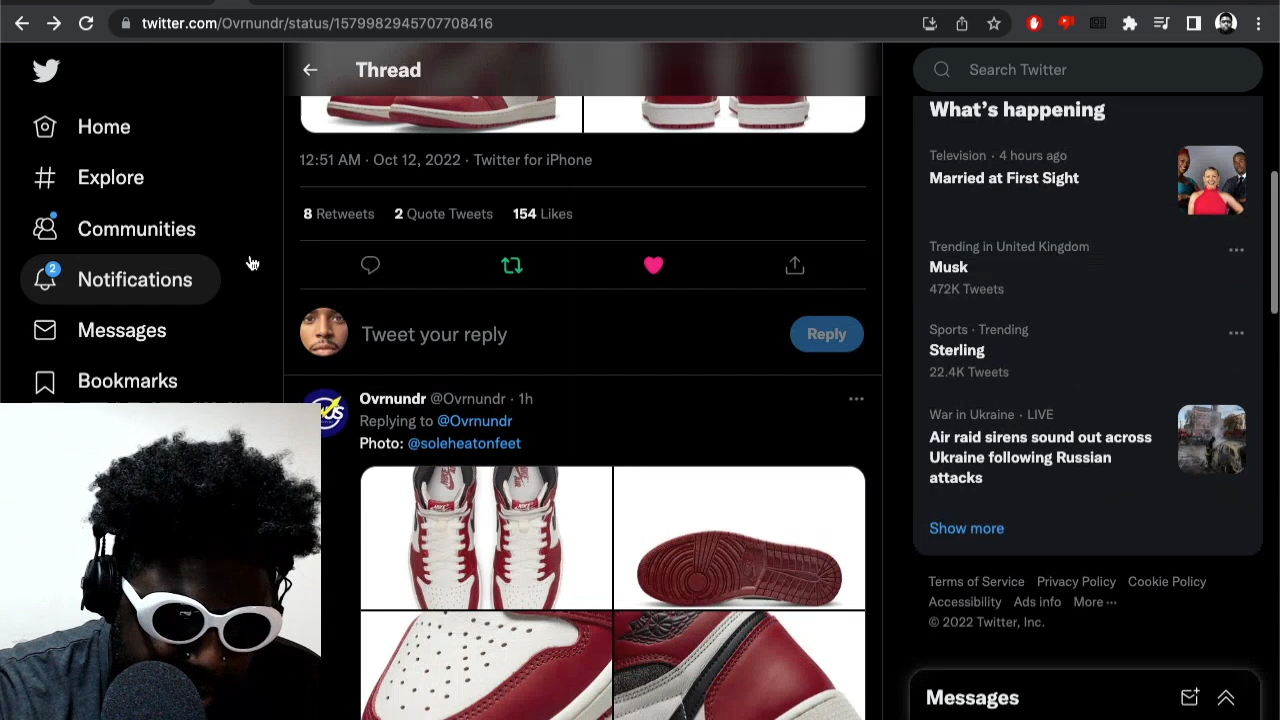 twitter.com/Ovrnundr/status/1579982945707708416
Home
Explore
Communities
2
Notifications
Messages
Bookmarks
Thread
12:51 AM · Oct 12, 2022 · Twitter for iPhone
8 Retweets 2 Quote Tweets 154 Likes
Tweet your reply
Reply
Ovrnundr @Ovrnundr · 1h
Replying to @Ovrnundr
Photo: @soleheatonfeet
Search Twitter
What's happening
Television · 4 hours ago
Married at First Sight
Trending in United Kingdom
Musk
472K Tweets
Sports · Trending
Sterling
22.4K Tweets
War in Ukraine · LIVE
Air raid sirens sound out across
Ukraine following Russian
attacks
Show more
Terms of Service Privacy Policy Cookie Policy
Accessibility Ads info More ···
© 2022 Twitter, Inc.
Messages